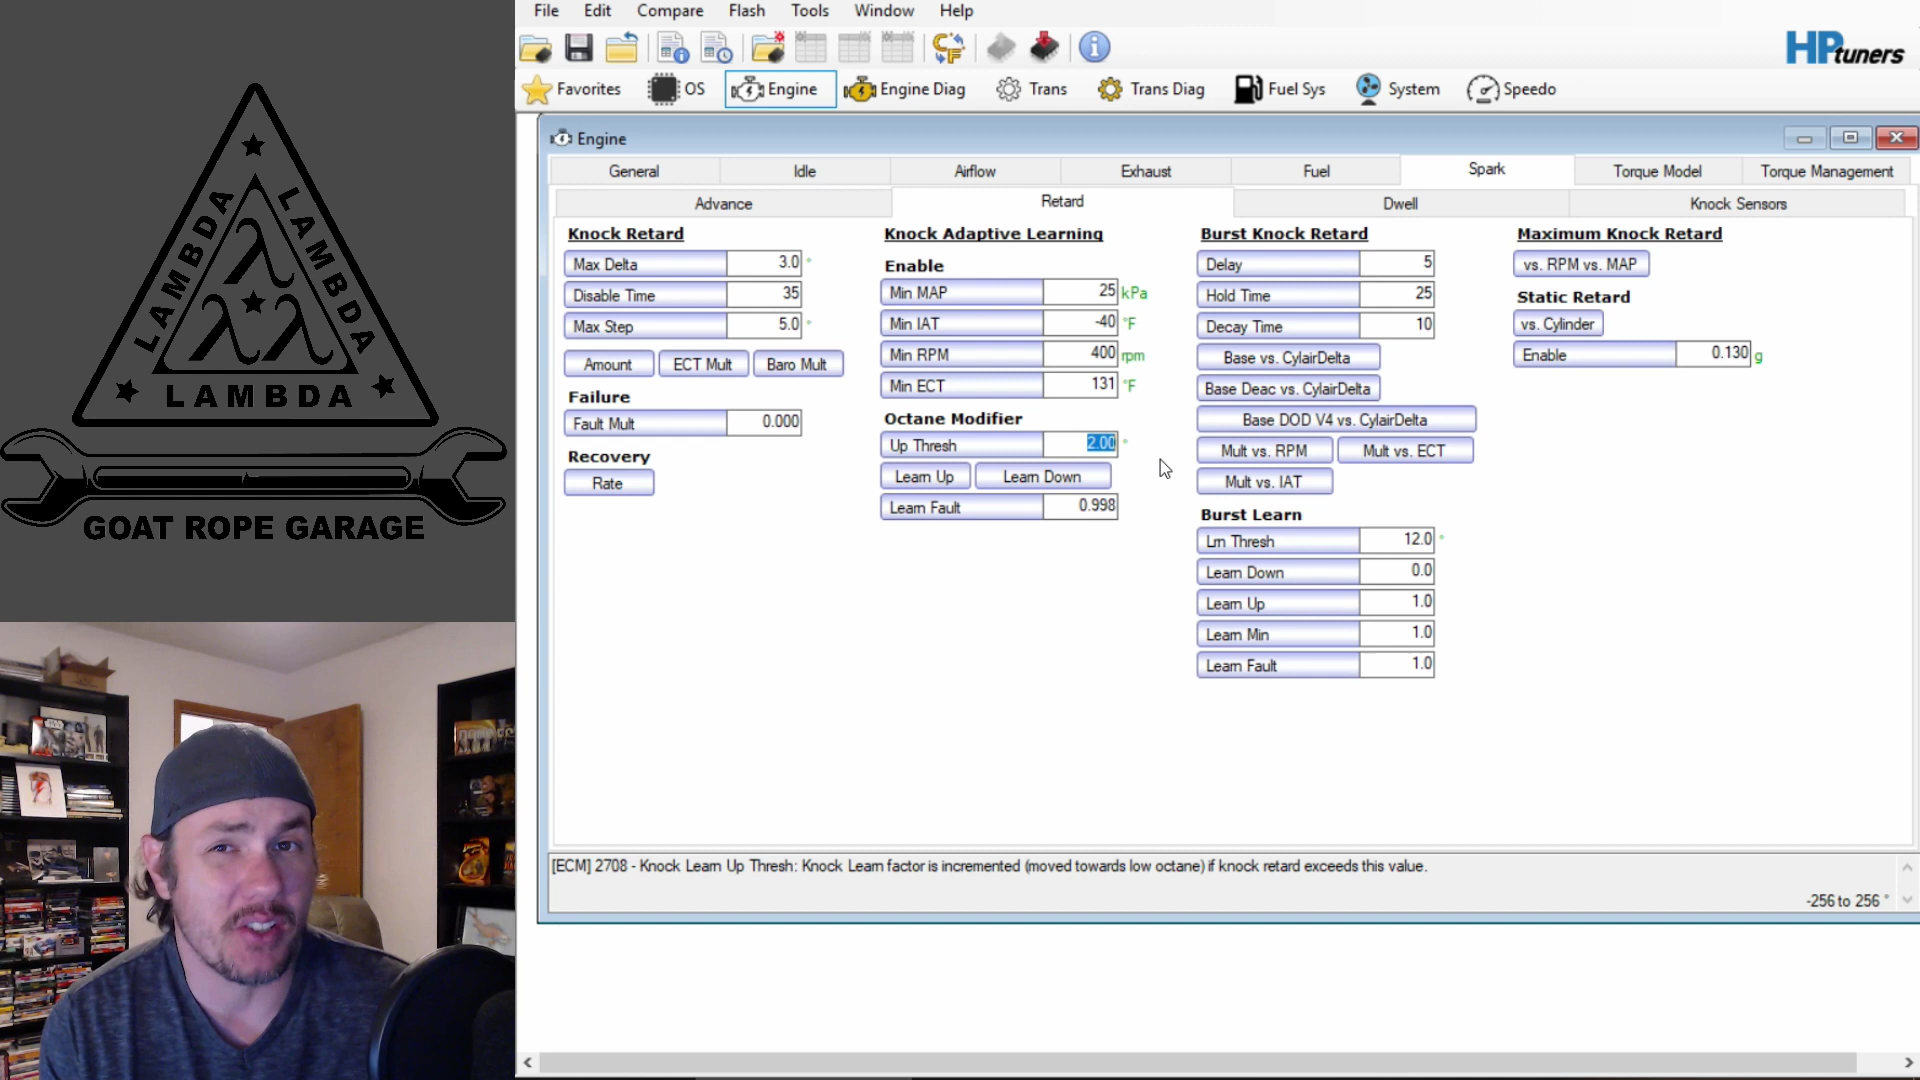 File Edit Compare Flash Tools Window Help
HPtuners
Favorites OS Engine Engine Diag Trans Trans Diag Fuel Sys System Speedo
Engine
General Idle Airflow Exhaust Fuel Spark Torque Model Torque Management
Advance Retard Dwell Knock Sensors
Knock Retard
Max Delta 3.0 °
Disable Time 35
Max Step 5.0 °
Amount ECT Mult Baro Mult
Failure
Fault Mult 0.000
Recovery
Rate
Knock Adaptive Learning
Enable
Min MAP 25 kPa
Min IAT -40 °F
Min RPM 400 rpm
Min ECT 131 °F
Octane Modifier
Up Thresh 2.00 °
Learn Up Learn Down
Learn Fault 0.998
Burst Knock Retard
Delay 5
Hold Time 25
Decay Time 10
Base vs. CylairDelta
Base Deac vs. CylairDelta
Base DOD V4 vs. CylairDelta
Mult vs. RPM Mult vs. ECT
Mult vs. IAT
Burst Learn
Lrn Thresh 12.0 °
Learn Down 0.0
Learn Up 1.0
Learn Min 1.0
Learn Fault 1.0
Maximum Knock Retard
vs. RPM vs. MAP
Static Retard
vs. Cylinder
Enable 0.130 g
[ECM] 2708 - Knock Learn Up Thresh: Knock Learn factor is incremented (moved towards low octane) if knock retard exceeds this value.
-256 to 256 °
LAMBDA
LAMBDA
λ
λλ
LAMBDA
GOAT ROPE GARAGE